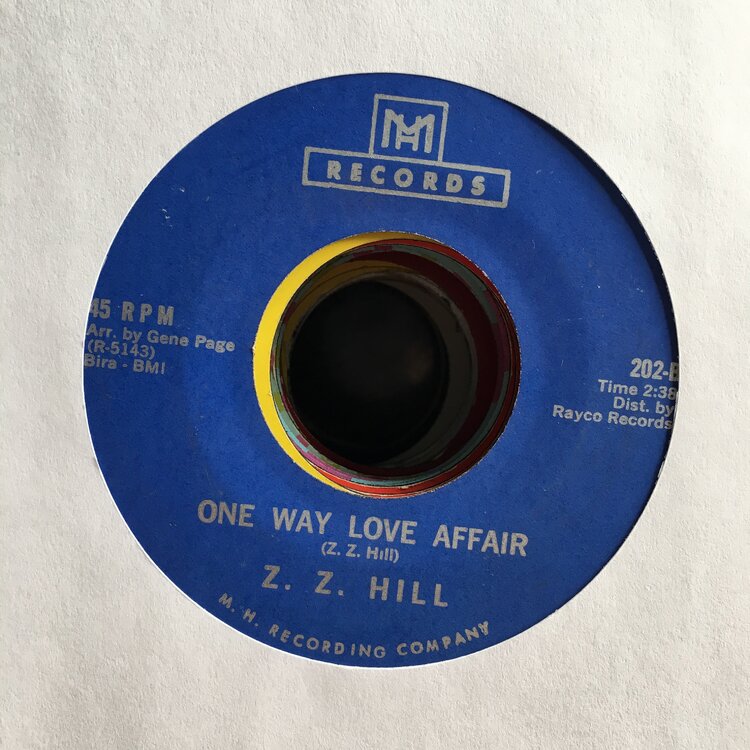 MH
RECORDS
45 RPM
Arr. by Gene Page
(R-5143)
Bira - BMI
202-B
Time 2:38
Dist. by
Rayco Records
ONE WAY LOVE AFFAIR
(Z. Z. Hill)
Z. Z. HILL
M. H. RECORDING COMPANY